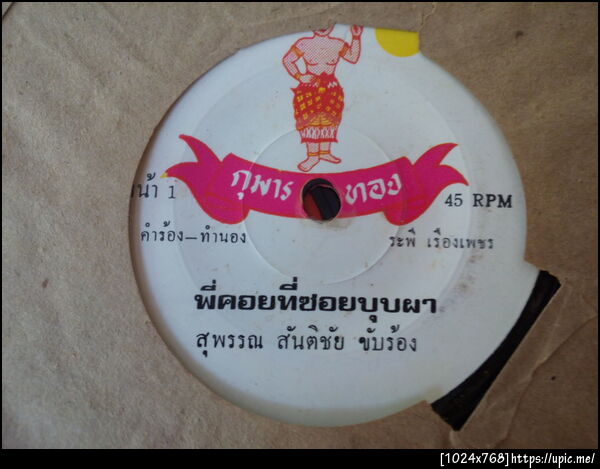 กุมารทอง
หน้า 1
45 RPM
คำร้อง-ทำนอง ระพี เรืองเพชร
พี่คอยที่ซอยบุบผา
สุพรรณ สันติชัย ขับร้อง
[1024x768]https://upic.me/